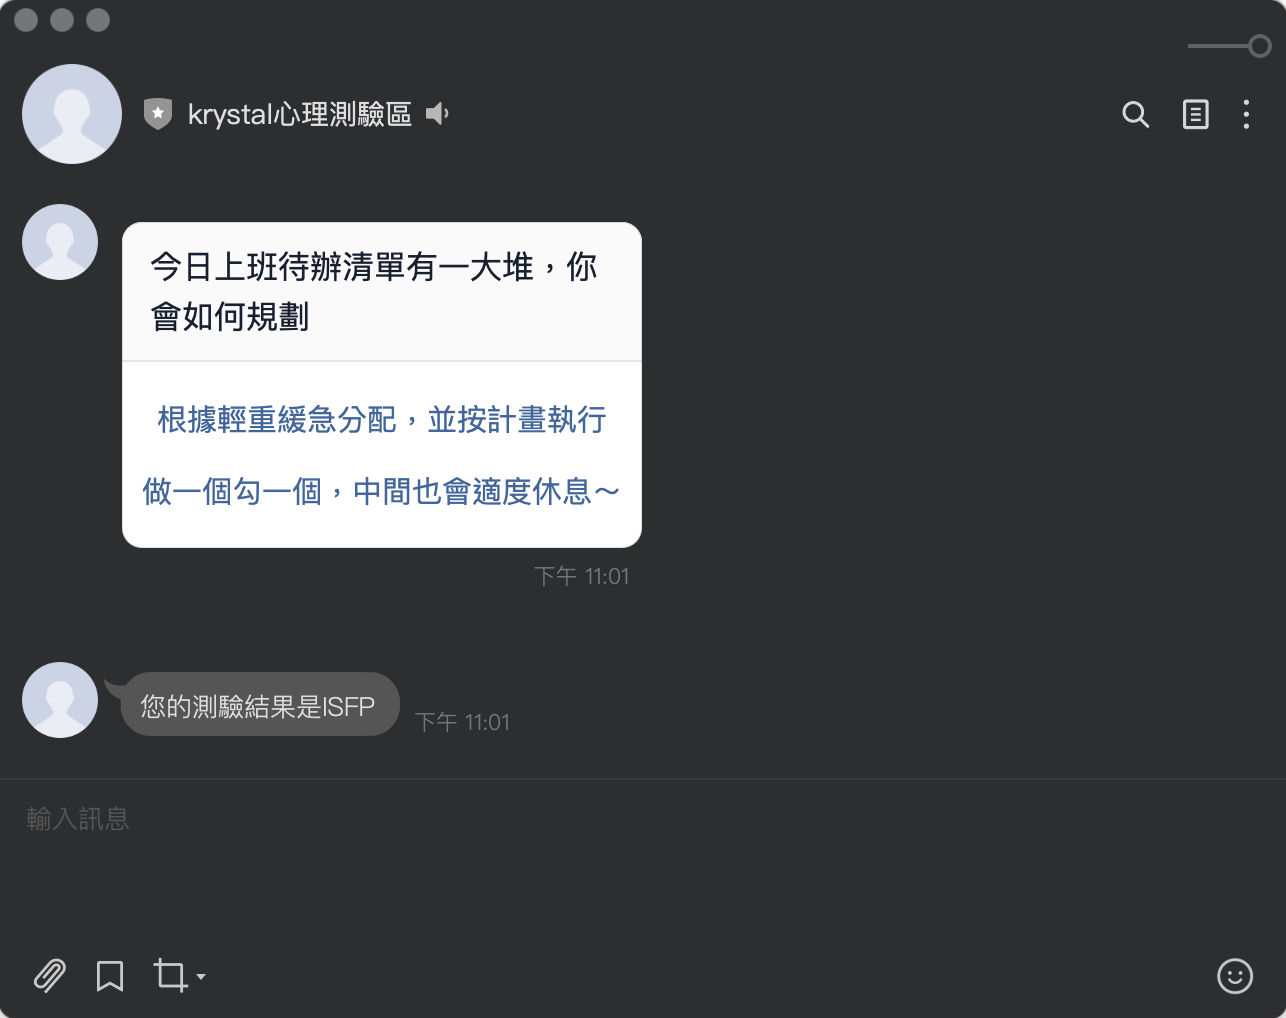 krystal心理測驗區
今日上班待辦清單有一大堆，你
會如何規劃
根據輕重緩急分配，並按計畫執行
做一個勾一個，中間也會適度休息～
下午 11:01
您的測驗結果是ISFP
下午 11:01
輸入訊息